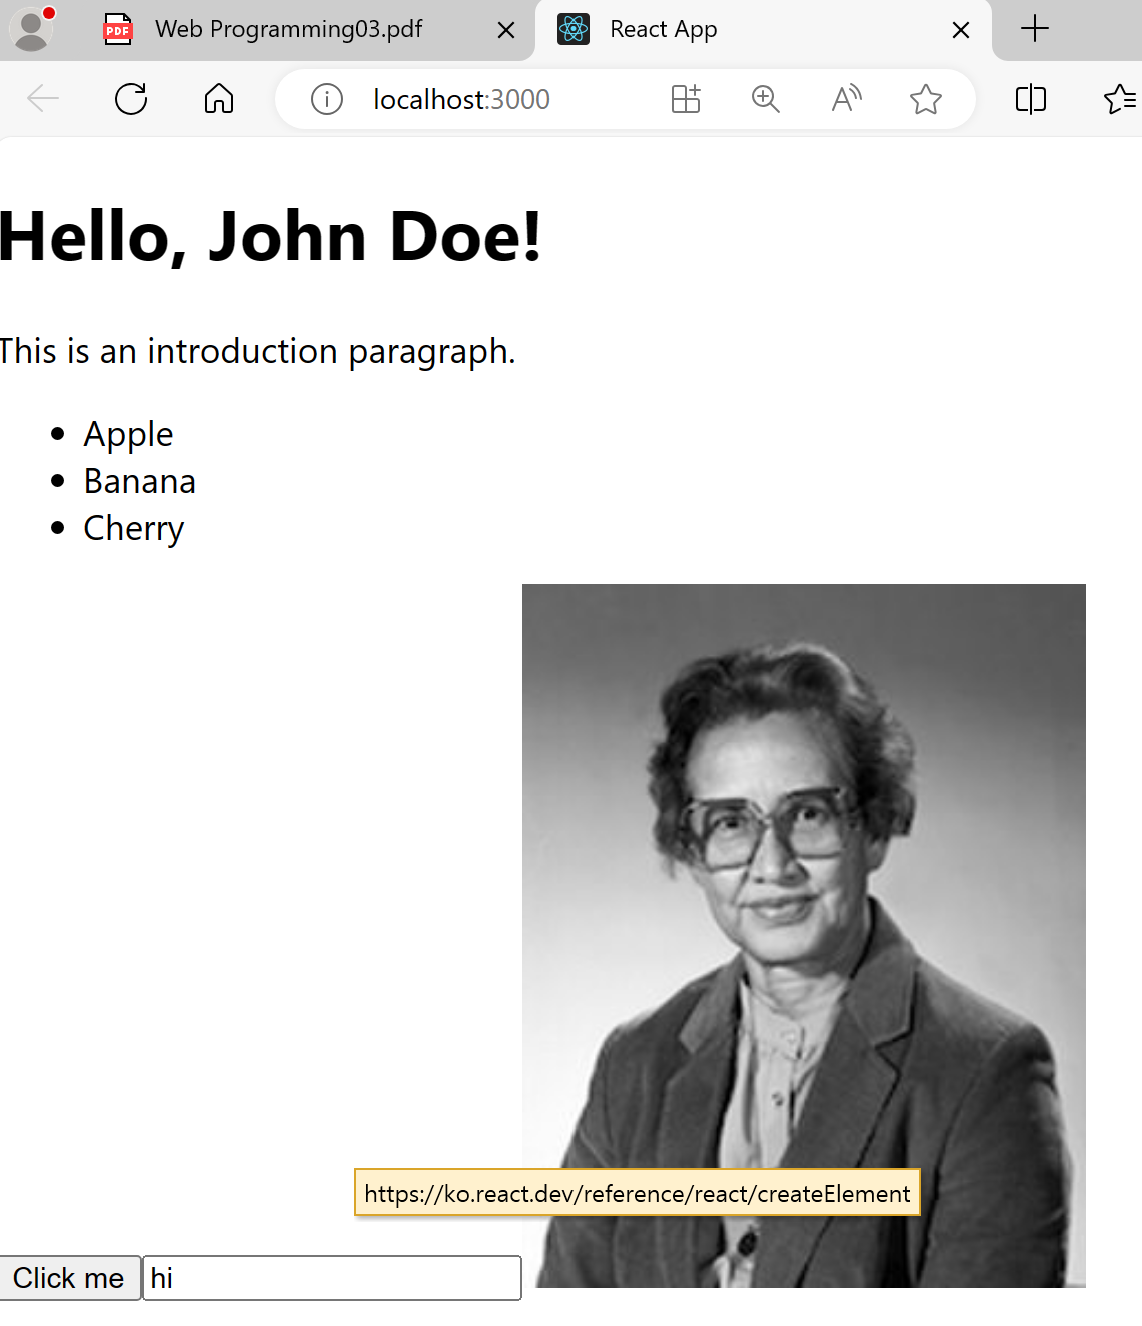 PDF Web Programming03.pdf React App
localhost:3000
Hello, John Doe!
This is an introduction paragraph.
Apple
Banana
Cherry
https://ko.react.dev/reference/react/createElement
Click me hi